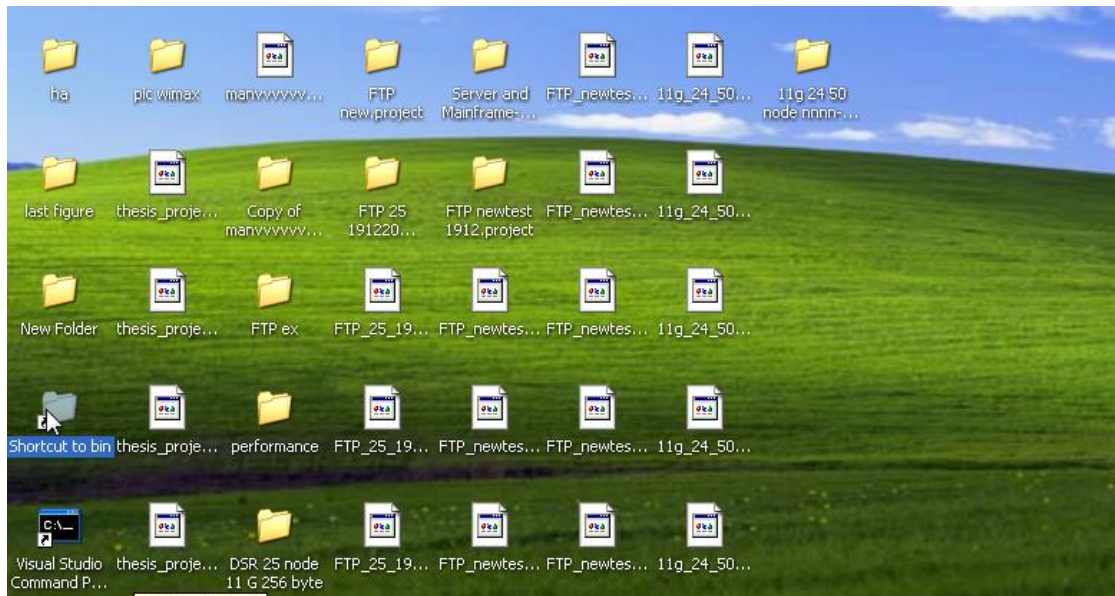 ha
pic wimax
manvvvvvv...
FTP
new.project
Server and
Mainframe-...
FTP_newtes...
11g_24_50...
11g 24 50
node nnnn-...
last figure
thesis_proje...
Copy of
manvvvvvv...
FTP 25
191220...
FTP newtest
1912.project
FTP_newtes...
11g_24_50...
New Folder
thesis_proje...
FTP ex
FTP_25_19...
FTP_newtes...
FTP_newtes...
11g_24_50...
Shortcut to bin
thesis_proje...
performance
FTP_25_19...
FTP_newtes...
FTP_newtes...
11g_24_50...
C:\_
Visual Studio
Command P...
thesis_proje...
DSR 25 node
11 G 256 byte
FTP_25_19...
FTP_newtes...
FTP_newtes...
11g_24_50...